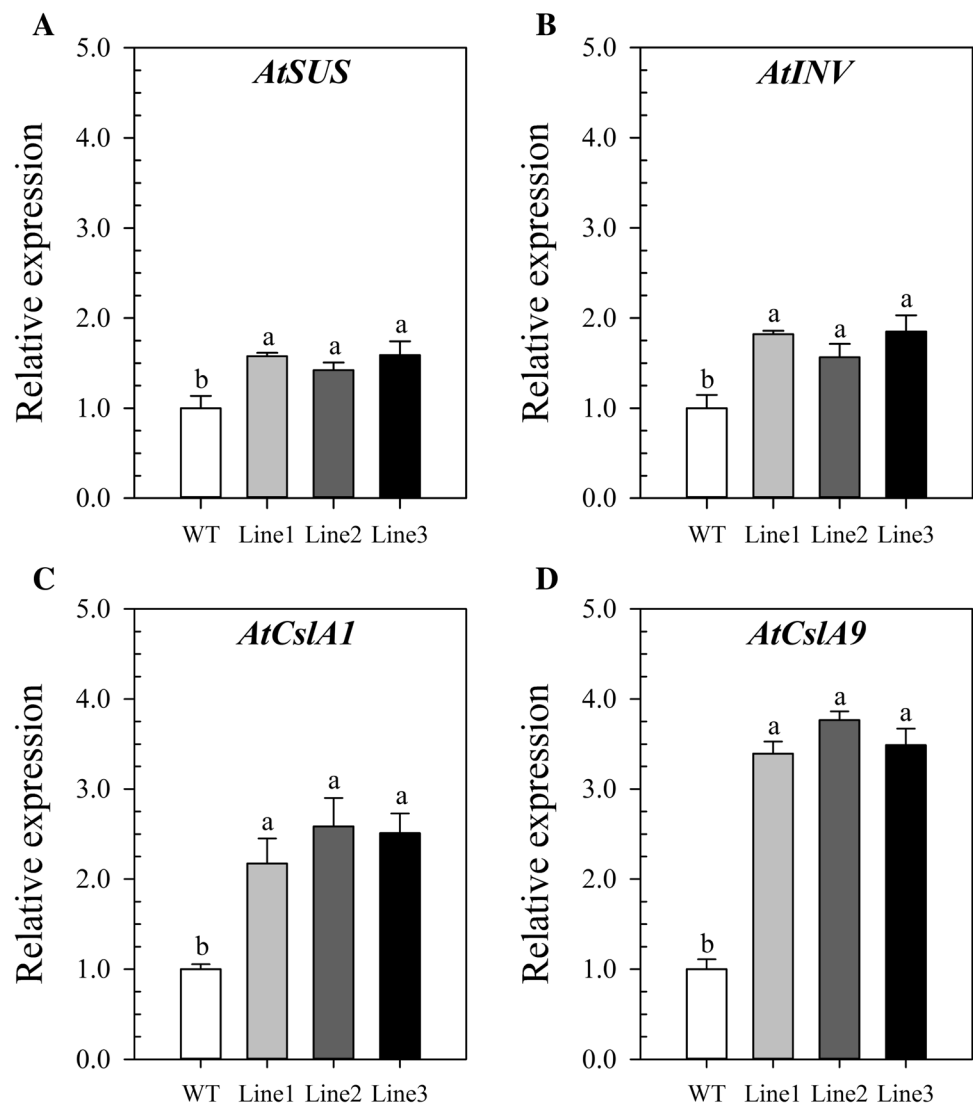 A
AtSUS
Relative expression
5.0
4.0
3.0
2.0
1.0
0.0
b
a
a
a
WT Line1 Line2 Line3
B
AtINV
Relative expression
5.0
4.0
3.0
2.0
1.0
0.0
b
a
a
a
WT Line1 Line2 Line3
C
AtCslA1
Relative expression
5.0
4.0
3.0
2.0
1.0
0.0
b
a
a
a
WT Line1 Line2 Line3
D
AtCslA9
Relative expression
5.0
4.0
3.0
2.0
1.0
0.0
b
a
a
a
WT Line1 Line2 Line3